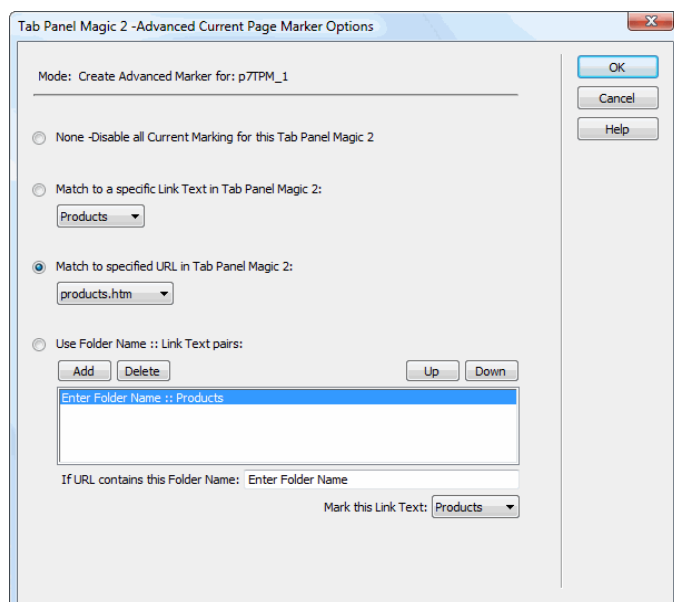 Tab Panel Magic 2 -Advanced Current Page Marker Options
Mode: Create Advanced Marker for: p7TPM_1
OK
Cancel
Help
None -Disable all Current Marking for this Tab Panel Magic 2
Match to a specific Link Text in Tab Panel Magic 2:
Products
Match to specified URL in Tab Panel Magic 2:
products.htm
Use Folder Name :: Link Text pairs:
Add Delete Up Down
Enter Folder Name :: Products
If URL contains this Folder Name: Enter Folder Name
Mark this Link Text: Products